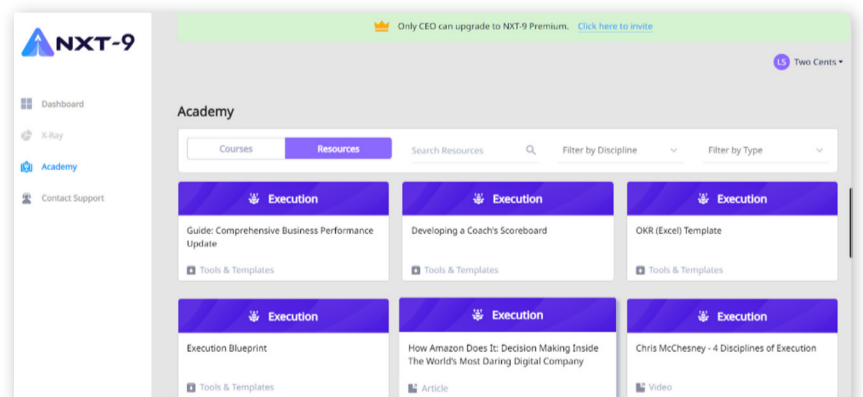 Only CEO can upgrade to NXT-9 Premium. Click here to invite
NXT-9
LS Two Cents
Dashboard
X-Ray
Academy
Contact Support
Academy
Courses Resources Search Resources Filter by Discipline Filter by Type
Execution
Guide: Comprehensive Business Performance
Update
Tools & Templates
Execution
Developing a Coach's Scoreboard
Tools & Templates
Execution
OKR (Excel) Template
Tools & Templates
Execution
Execution Blueprint
Tools & Templates
Execution
How Amazon Does It: Decision Making Inside
The World's Most Daring Digital Company
Article
Execution
Chris McChesney - 4 Disciplines of Execution
Video